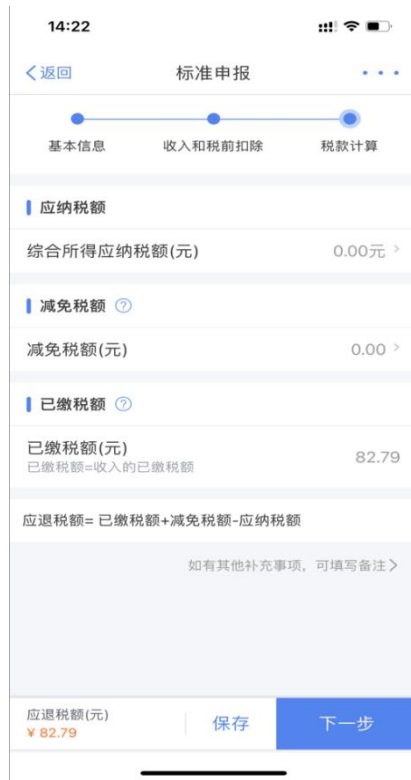 14:22
返回
标准申报
基本信息 收入和税前扣除 税款计算
应纳税额
综合所得应纳税额(元) 0.00元
减免税额 ?
减免税额(元) 0.00
已缴税额 ?
已缴税额(元) 82.79
已缴税额=收入的已缴税额
应退税额= 已缴税额+减免税额-应纳税额
如有其他补充事项，可填写备注
应退税额(元)
¥ 82.79
保存
下一步